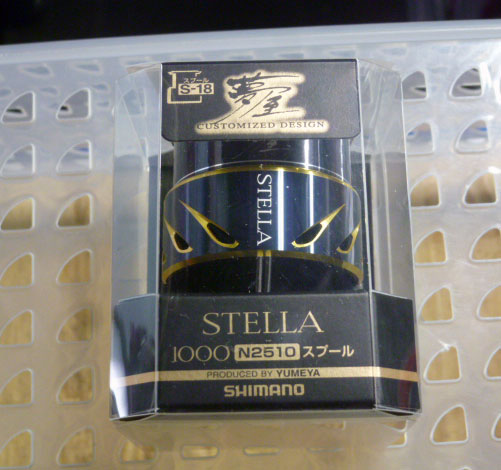 スプール
S-18
夢屋
CUSTOMIZED DESIGN
STELLA
STELLA
1000 N2510 スプール
PRODUCED BY YUMEYA
SHIMANO